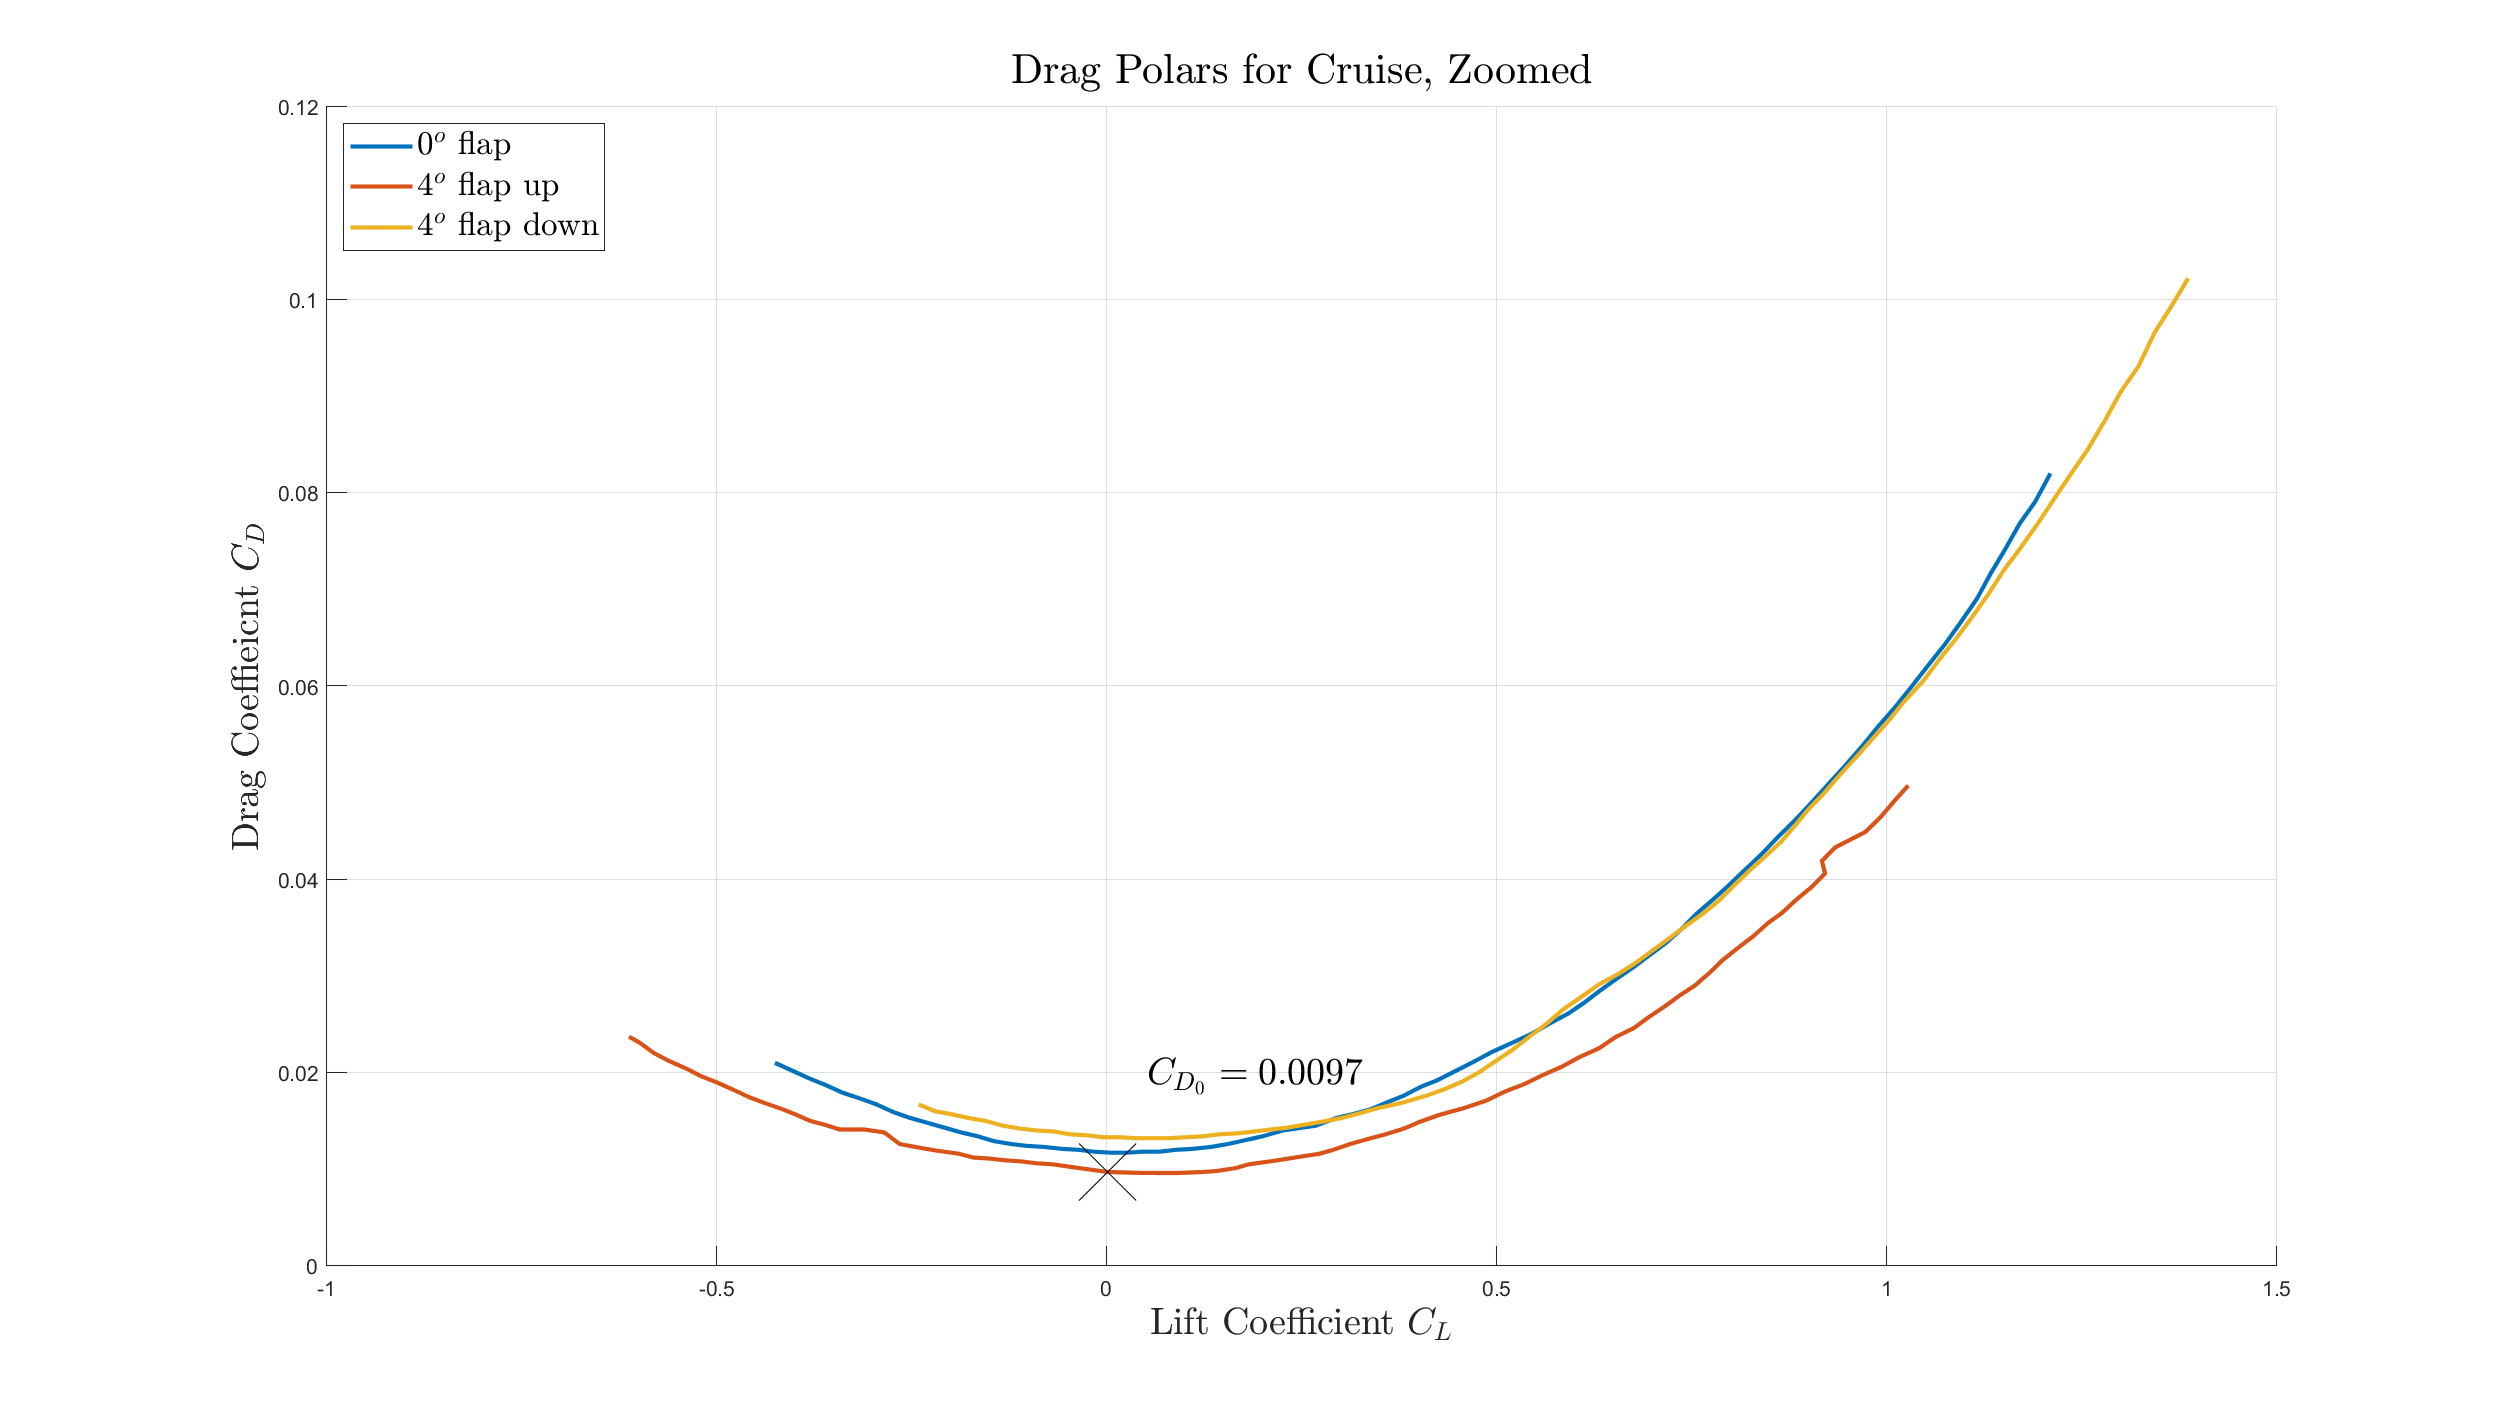 Drag Polars for Cruise, Zoomed
0.12
0° flap
4° flap up
4° flap down
0.1
0.08
0.06
0.04
0.02
0
Drag Coeffieicnt C_D
C_{D_0} = 0.0097
-1 -0.5 0 0.5 1 1.5
Lift Coefficient C_L